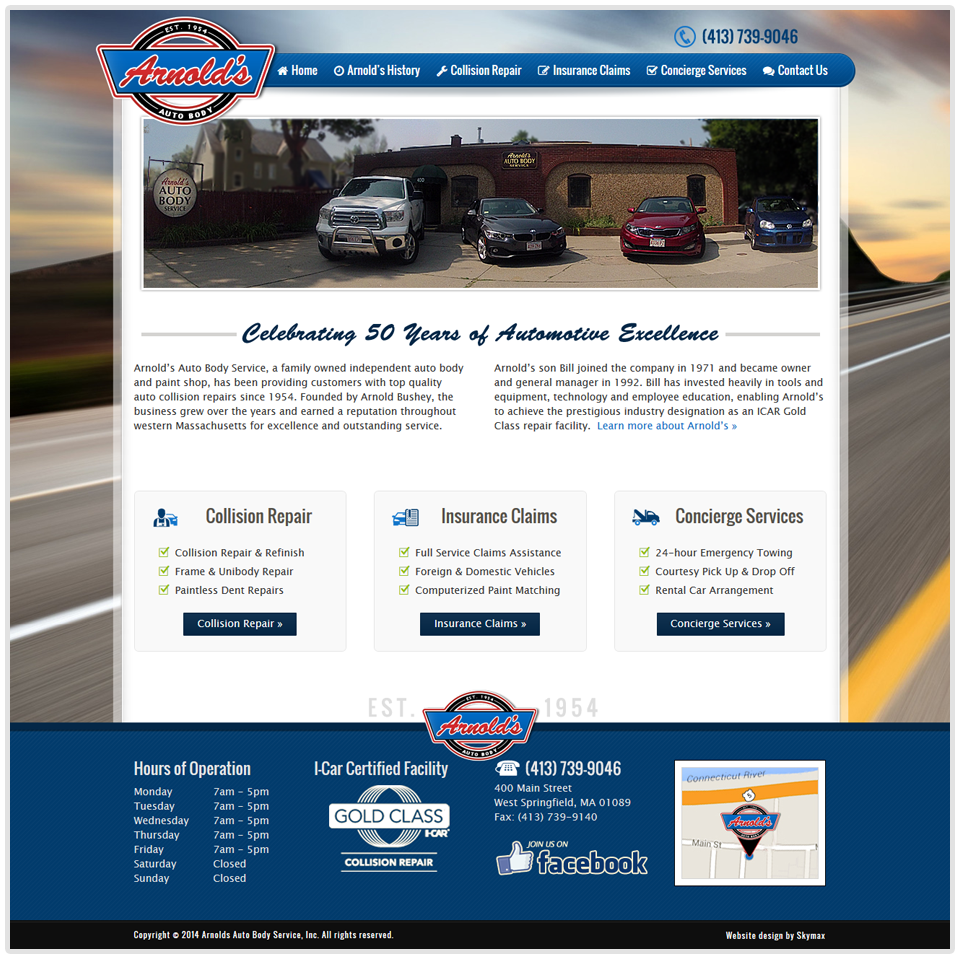 EST. 1954
Arnold's
AUTO BODY
(413) 739-9046
Home
Arnold's History
Collision Repair
Insurance Claims
Concierge Services
Contact Us
Arnold's
AUTO BODY
SERVICE
Arnold's
AUTO BODY
SERVICE
Celebrating 50 Years of Automotive Excellence
Arnold's Auto Body Service, a family owned independent auto body
and paint shop, has been providing customers with top quality
auto collision repairs since 1954. Founded by Arnold Bushey, the
business grew over the years and earned a reputation throughout
western Massachusetts for excellence and outstanding service.
Arnold's son Bill joined the company in 1971 and became owner
and general manager in 1992. Bill has invested heavily in tools and
equipment, technology and employee education, enabling Arnold's
to achieve the prestigious industry designation as an ICAR Gold
Class repair facility. Learn more about Arnold's »
Collision Repair
Collision Repair & Refinish
Frame & Unibody Repair
Paintless Dent Repairs
Collision Repair »
Insurance Claims
Full Service Claims Assistance
Foreign & Domestic Vehicles
Computerized Paint Matching
Insurance Claims »
Concierge Services
24-hour Emergency Towing
Courtesy Pick Up & Drop Off
Rental Car Arrangement
Concierge Services »
EST. 1954
EST. 1954
Arnold's
AUTO BODY
Hours of Operation
Monday 7am - 5pm
Tuesday 7am - 5pm
Wednesday 7am - 5pm
Thursday 7am - 5pm
Friday 7am - 5pm
Saturday Closed
Sunday Closed
I-Car Certified Facility
GOLD CLASS
I-CAR
COLLISION REPAIR
(413) 739-9046
400 Main Street
West Springfield, MA 01089
Fax: (413) 739-9140
JOIN US ON
facebook
Connecticut River
5
Arnold's
Main St
Copyright © 2014 Arnolds Auto Body Service, Inc. All rights reserved.
Website design by Skymax